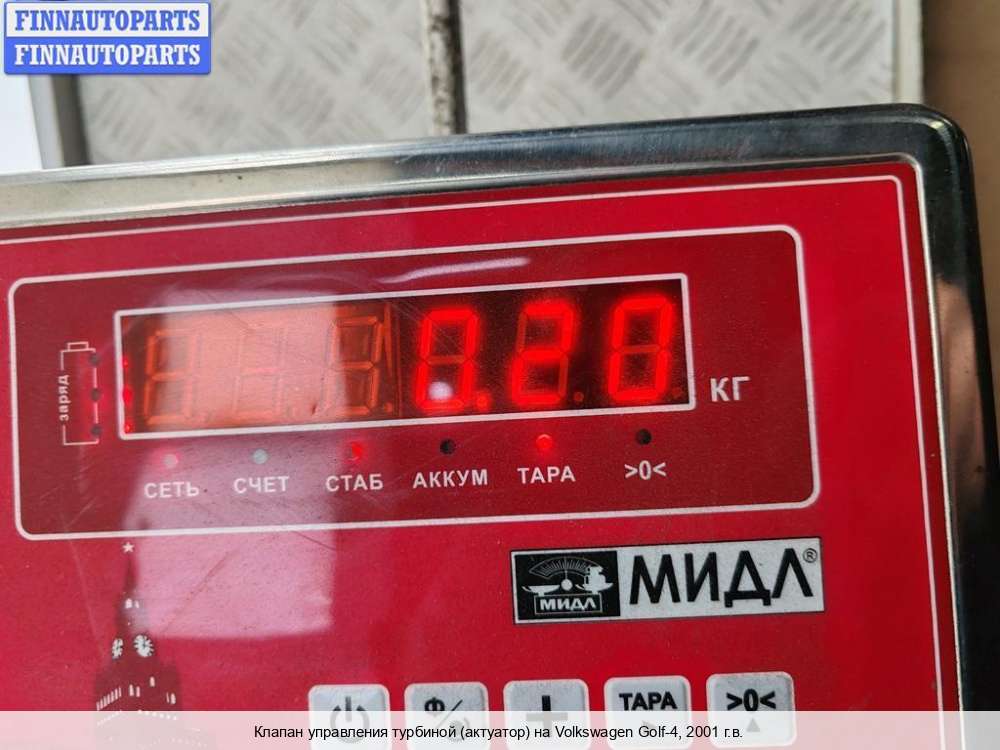 FINNAUTOPARTS
FINNAUTOPARTS
заряд
0.20 КГ
СЕТЬ СЧЕТ СТАБ АККУМ ТАРА >0<
МИДЛ МИДЛ®
Ф/ + ТАРА >0<
Клапан управления турбиной (актуатор) на Volkswagen Golf-4, 2001 г.в.